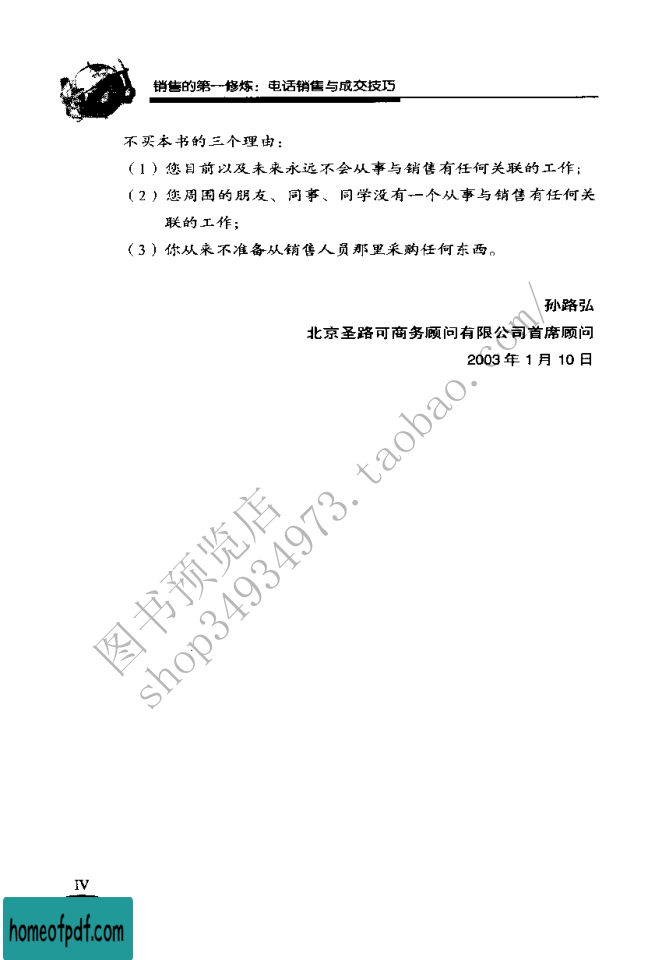 销售的第一修炼：电话销售与成交技巧
不买本书的三个理由：
（1）您目前以及未来永远不会从事与销售有任何关联的工作；
（2）您周围的朋友、同事、同学没有一个从事与销售有任何关
联的工作；
（3）你从来不准备从销售人员那里采购任何东西。
孙路弘
北京圣路可商务顾问有限公司首席顾问
2003 年 1 月 10 日
图书预览店
shop34934973.taobao.com/
IV
homeofpdf.com